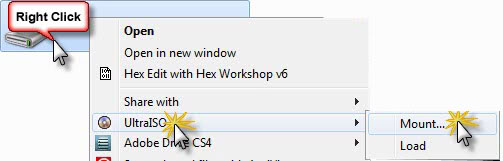 Right Click
Open
Open in new window
Hex Edit with Hex Workshop v6
Share with
UltraISO
Mount...
Adobe Drive CS4
Load